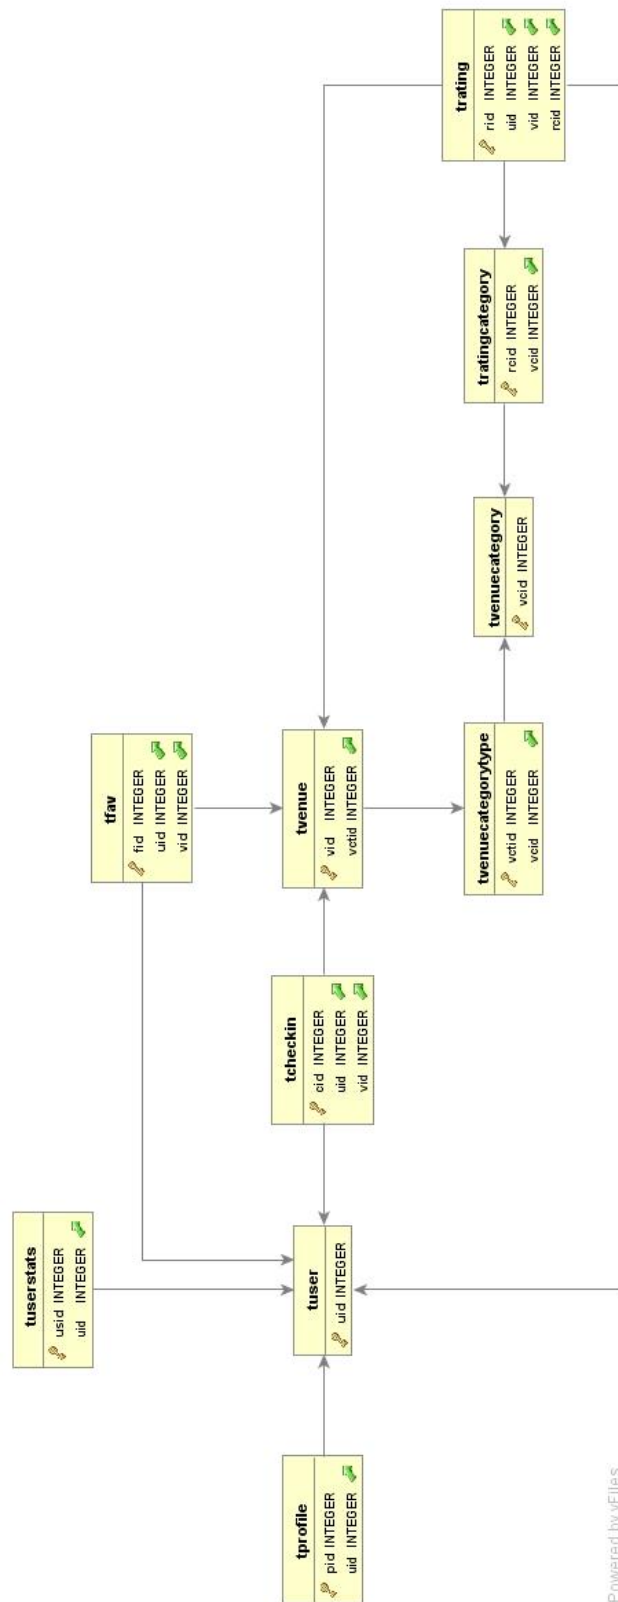 tuserstats
usid INTEGER
uid INTEGER
tfav
fid INTEGER
uid INTEGER
vid INTEGER
tprofile
pid INTEGER
uid INTEGER
tuser
uid INTEGER
tcheckin
cid INTEGER
uid INTEGER
vid INTEGER
tvenue
vid INTEGER
vctid INTEGER
trating
rid INTEGER
uid INTEGER
vid INTEGER
rcid INTEGER
tvenuecategorytype
vctid INTEGER
vcid INTEGER
tvenuecategory
vcid INTEGER
tratingcategory
rcid INTEGER
vcid INTEGER
Powered by yFiles